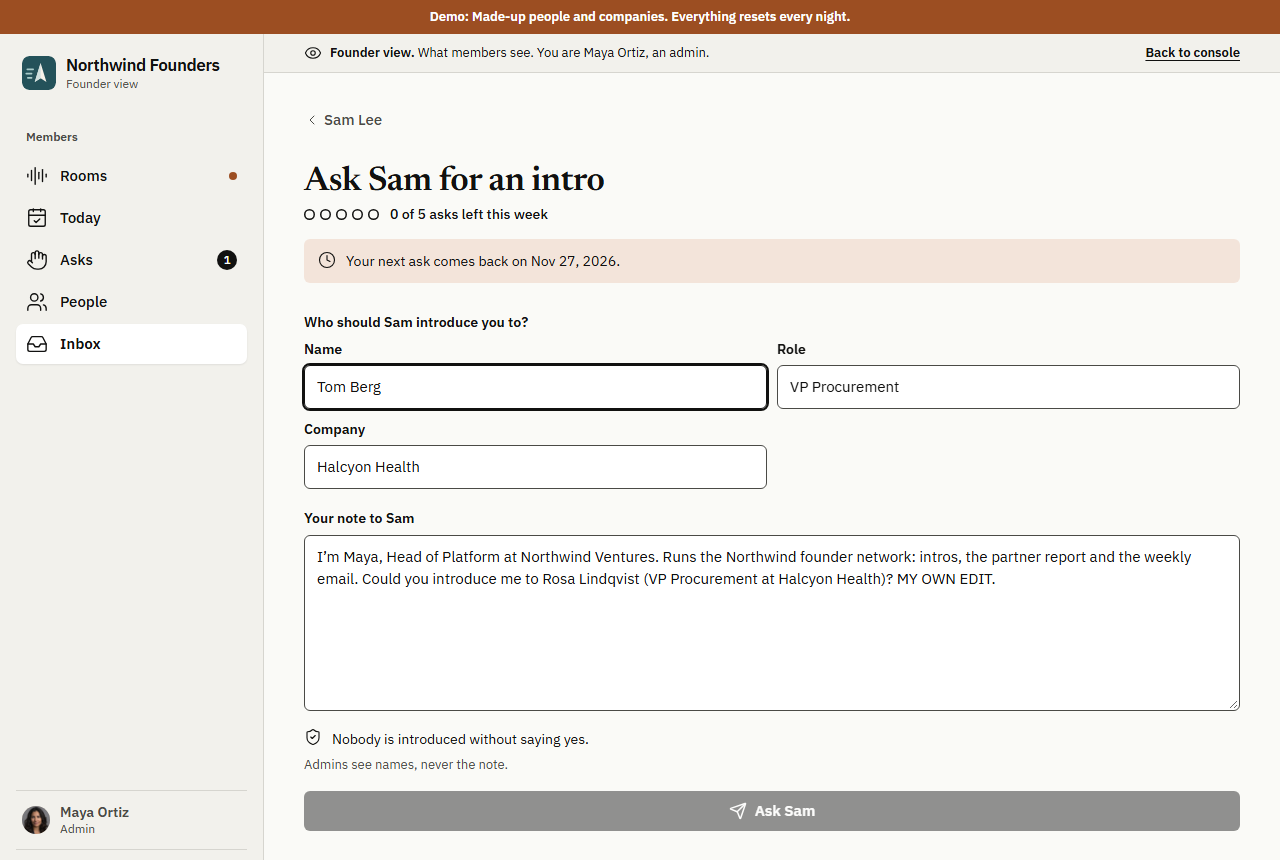 Demo: Made-up people and companies. Everything resets every night.
Northwind Founders
Founder view
Founder view. What members see. You are Maya Ortiz, an admin.
Back to console
Members
Rooms
Today
Asks
1
People
Inbox
Sam Lee
Ask Sam for an intro
0 of 5 asks left this week
Your next ask comes back on Nov 27, 2026.
Who should Sam introduce you to?
Name
Role
Tom Berg
VP Procurement
Company
Halcyon Health
Your note to Sam
I’m Maya, Head of Platform at Northwind Ventures. Runs the Northwind founder network: intros, the partner report and the weekly
email. Could you introduce me to Rosa Lindqvist (VP Procurement at Halcyon Health)? MY OWN EDIT.
Nobody is introduced without saying yes.
Admins see names, never the note.
Ask Sam
Maya Ortiz
Admin